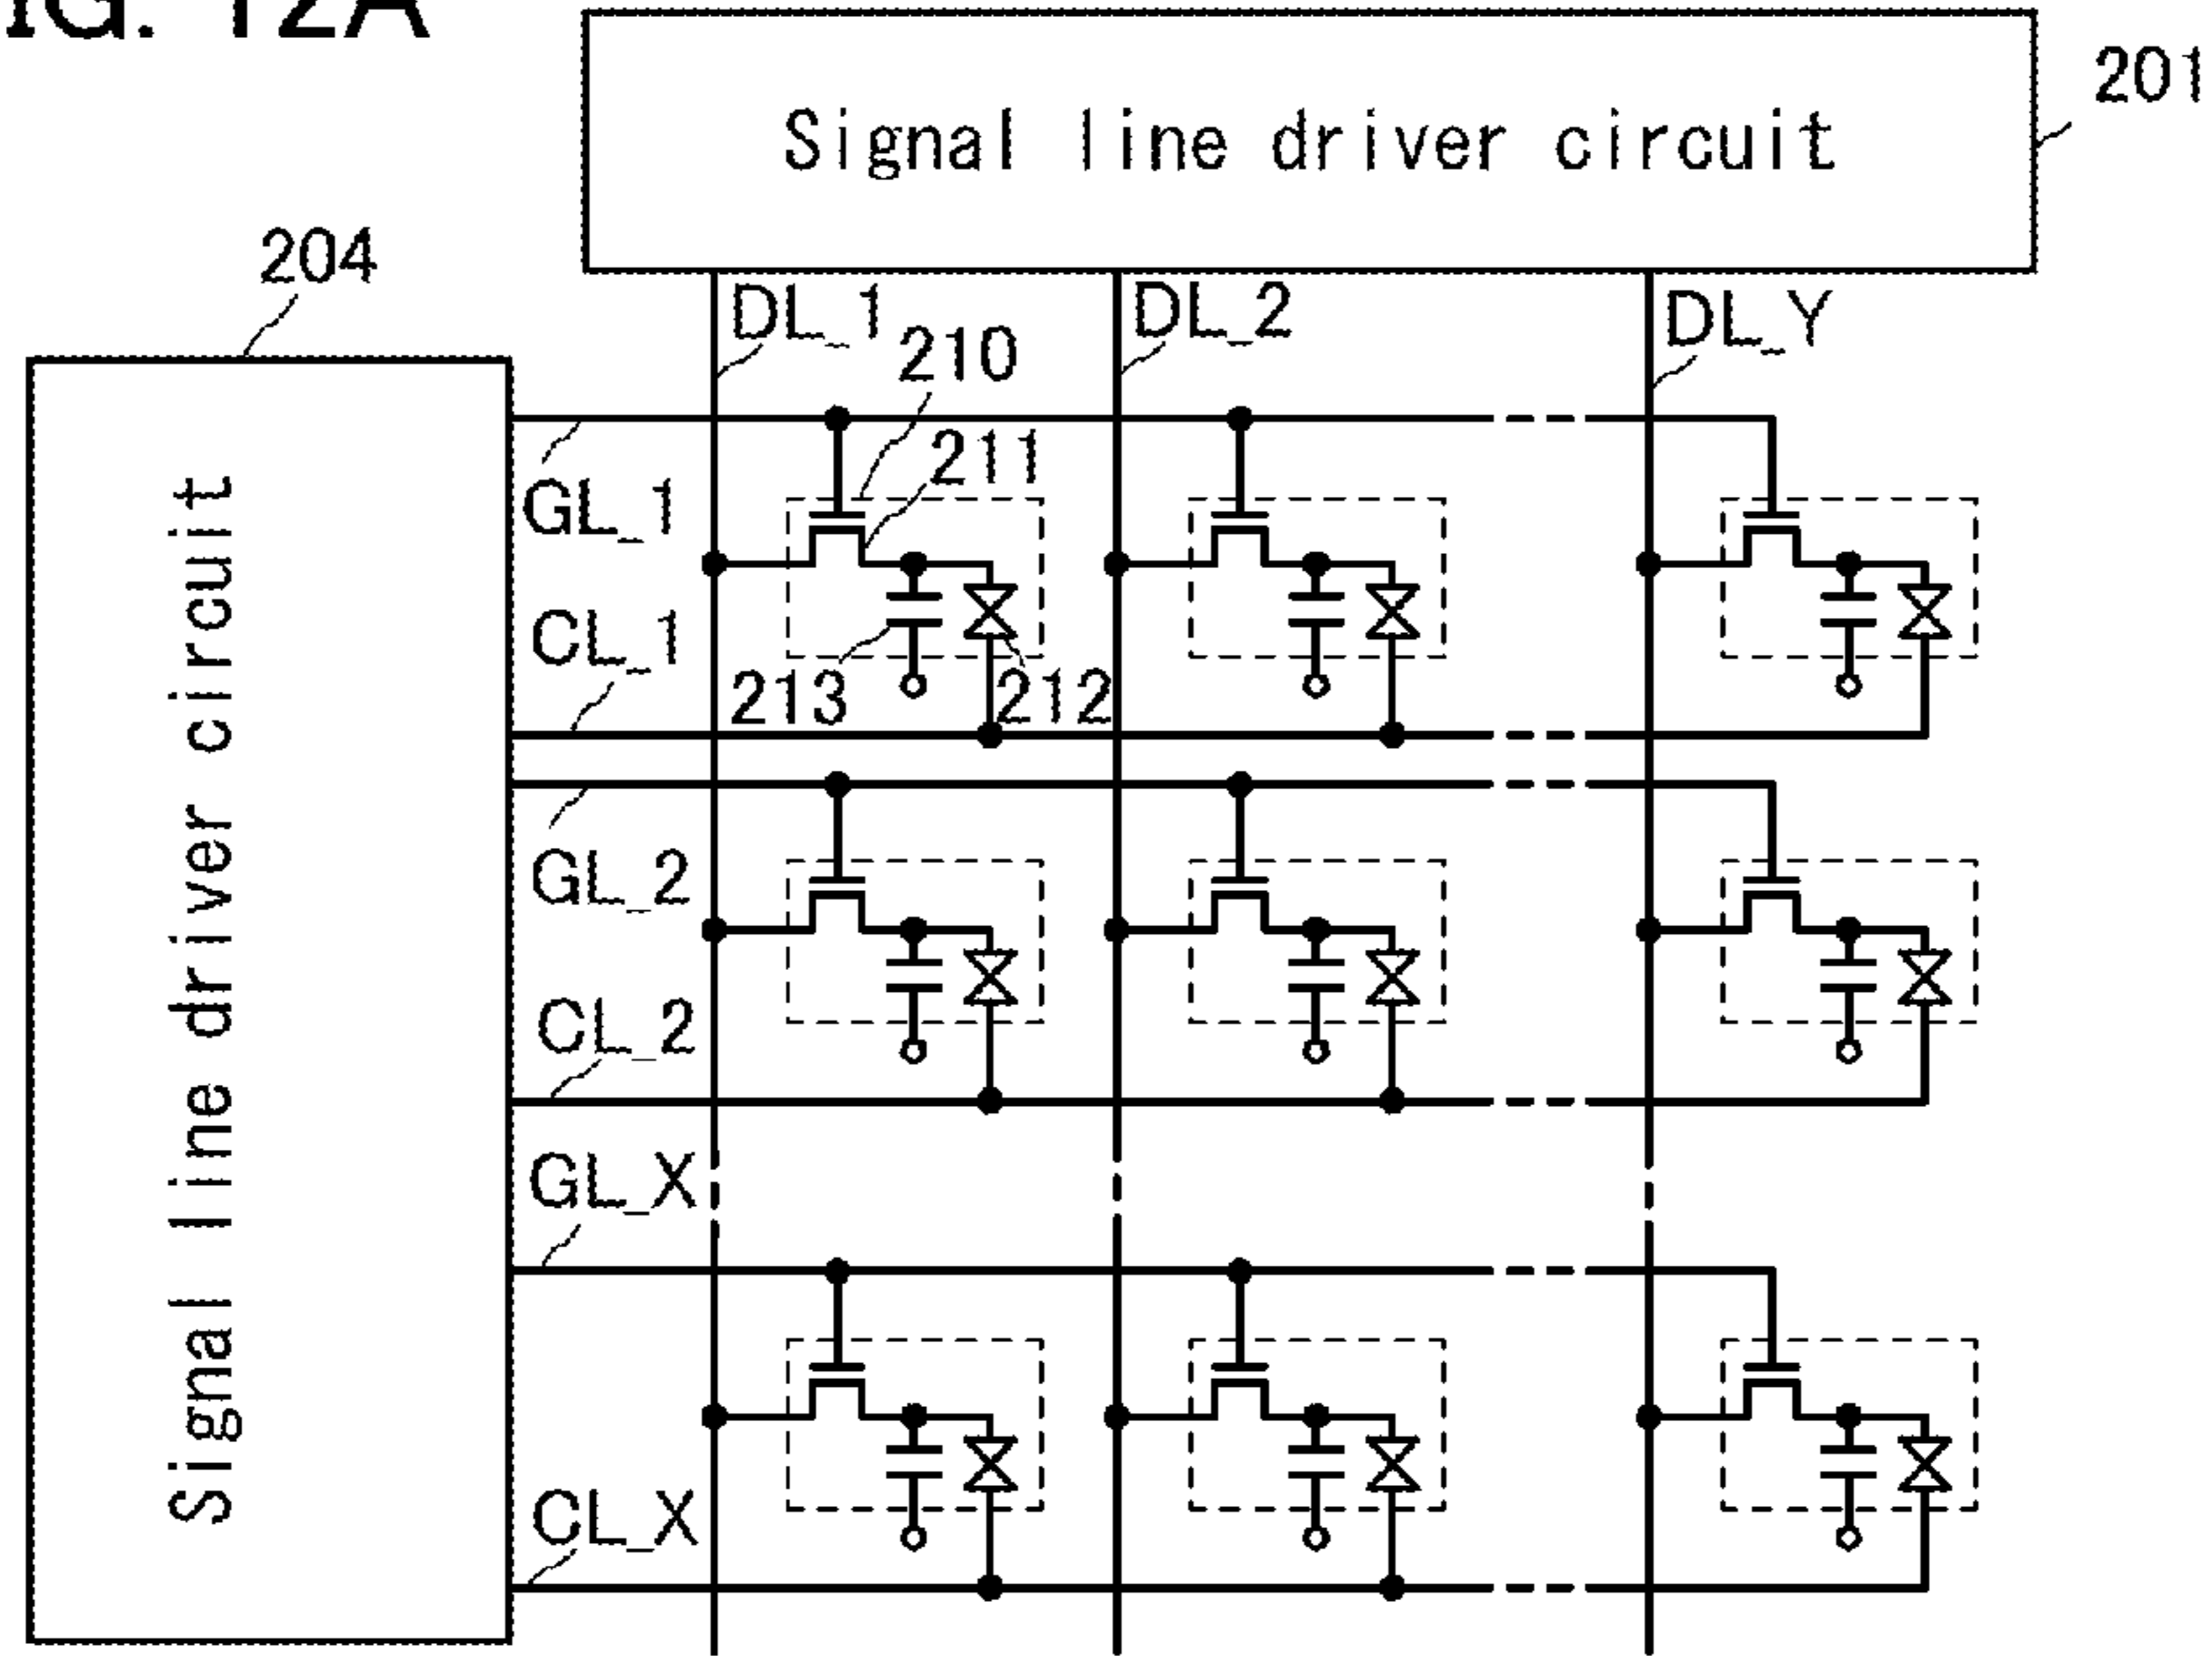 IG. 12A
Signal line driver circuit
201
204
DL_1
DL_2
DL_Y
210
211
GL_1
CL_1
213
212
GL_2
CL_2
GL_X
CL_X
Signal line driver circuit